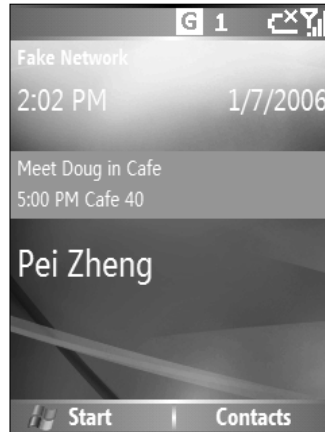 G 1
Fake Network
2:02 PM 1/7/2006
Meet Doug in Cafe
5:00 PM Cafe 40
Pei Zheng
Start Contacts